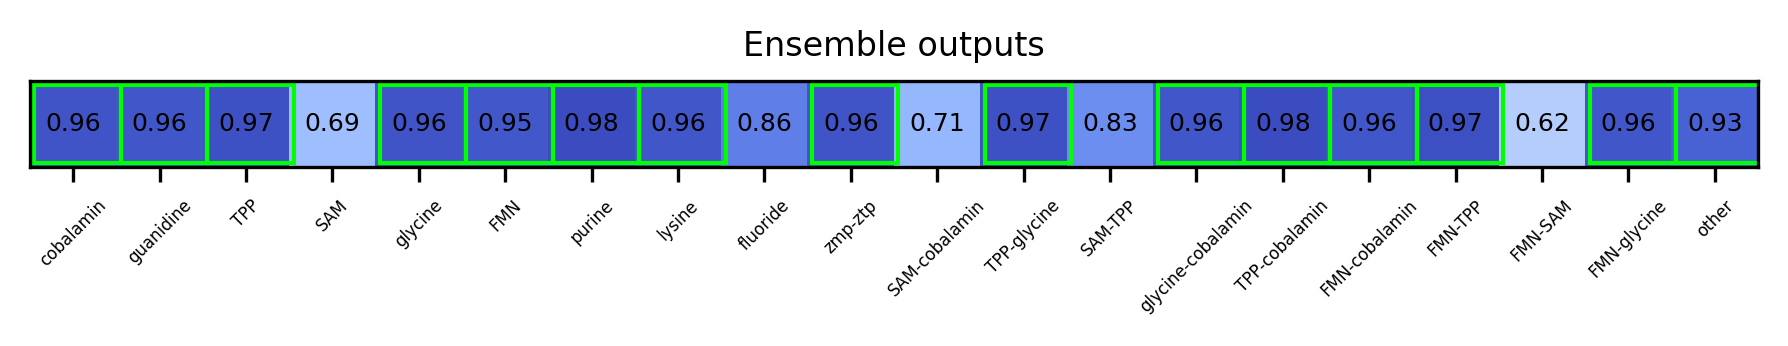 Ensemble outputs
0.96 0.96 0.97 0.69 0.96 0.95 0.98 0.96 0.86 0.96 0.71 0.97 0.83 0.96 0.98 0.96 0.97 0.62 0.96 0.93
cobalamin guanidine TPP SAM glycine FMN purine lysine fluoride zmp-ztp SAM-cobalamin TPP-glycine SAM-TPP glycine-cobalamin TPP-cobalamin FMN-cobalamin FMN-TPP FMN-SAM FMN-glycine other